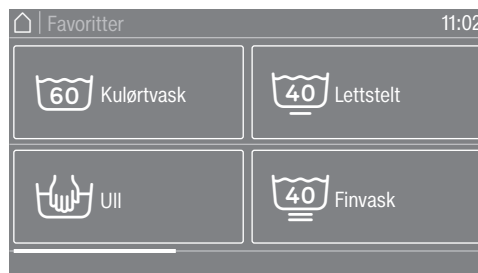 Favoritter 11:02
60 Kulørtvask
40 Lettstelt
Ull
40 Finvask